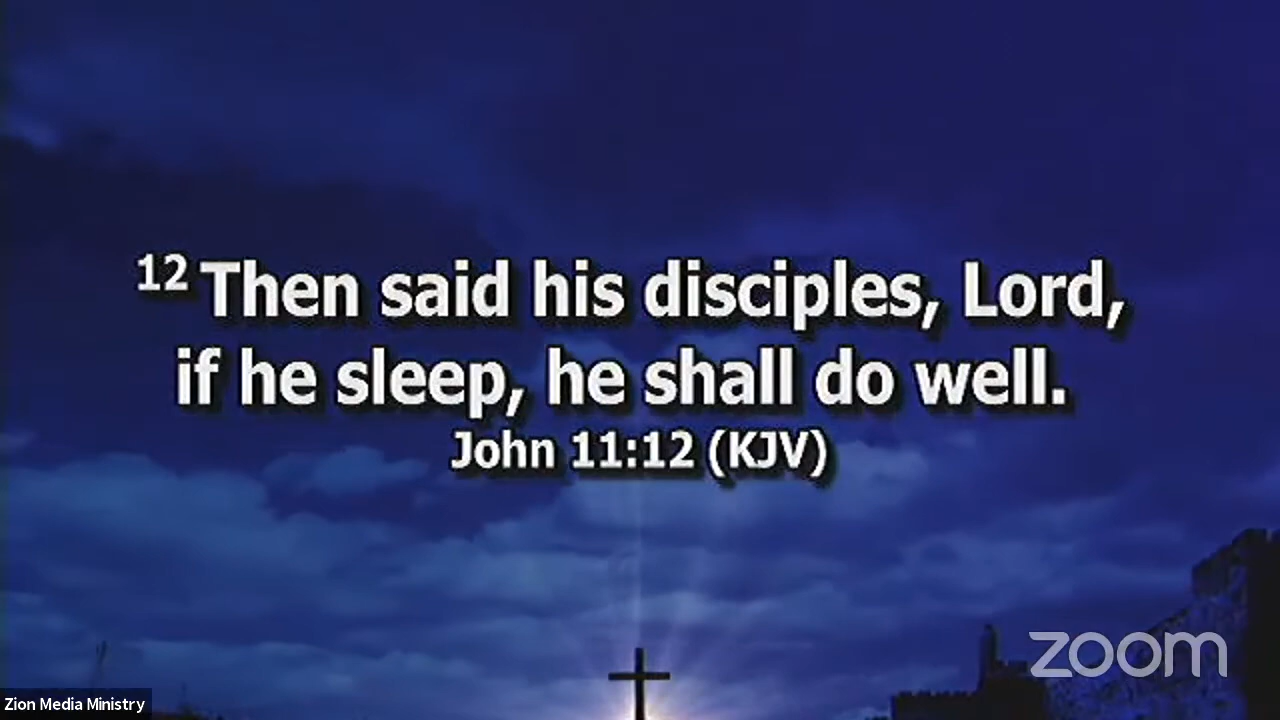 12 Then said his disciples, Lord,
if he sleep, he shall do well.
John 11:12 (KJV)
zoom
Zion Media Ministry